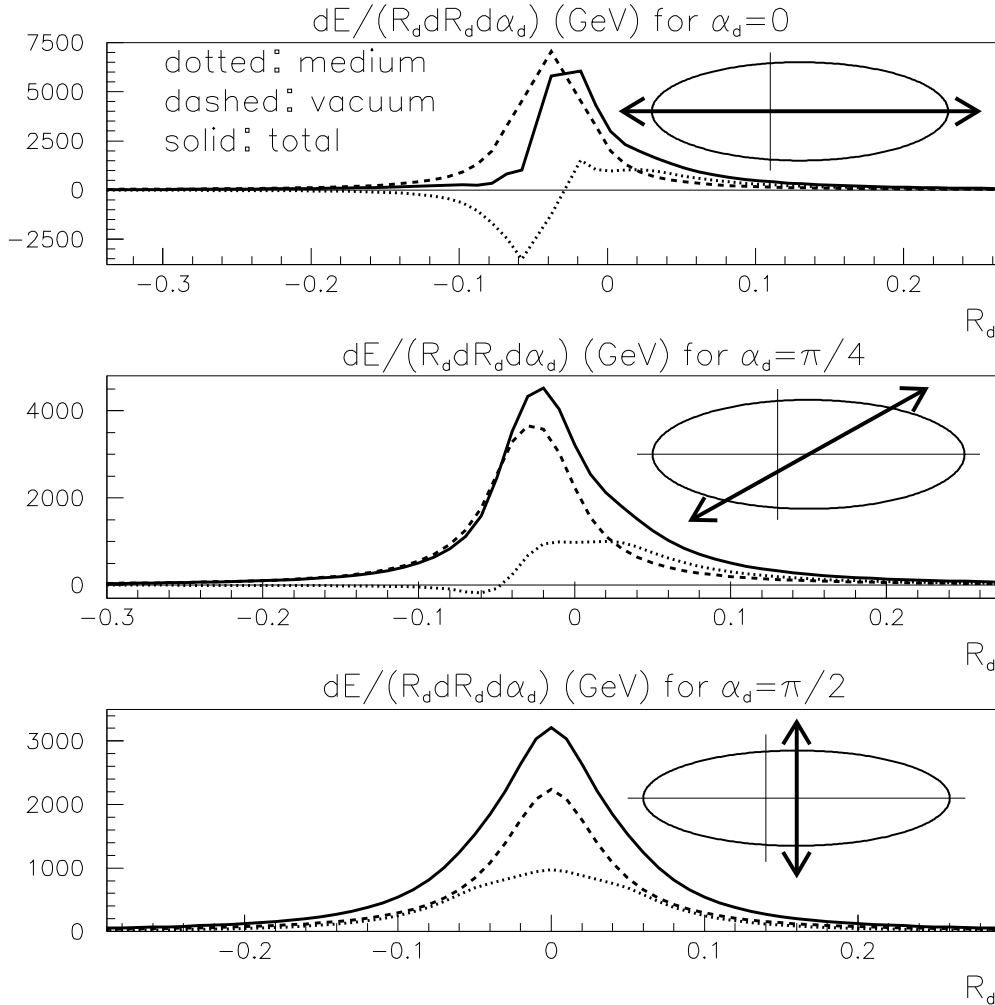 dE/(R_d dR_d dα_d) (GeV) for α_d=0
7500
dotted: medium
5000
dashed: vacuum
solid: total
2500
0
−2500
−0.3 −0.2 −0.1 0 0.1 0.2
R_d
dE/(R_d dR_d dα_d) (GeV) for α_d=π/4
4000
2000
0
−0.3 −0.2 −0.1 0 0.1 0.2
R_d
dE/(R_d dR_d dα_d) (GeV) for α_d=π/2
3000
2000
1000
0
−0.2 −0.1 0 0.1 0.2
R_d